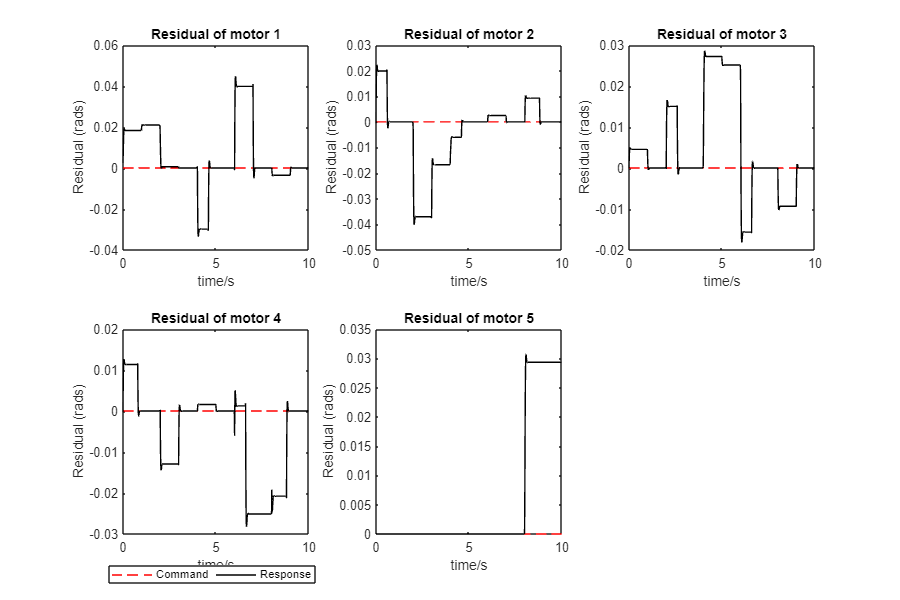 Residual of motor 1
0.06
0.04
0.02
0
-0.02
-0.04
Residual (rads)
0 5 10
time/s
Residual of motor 2
0.03
0.02
0.01
0
-0.01
-0.02
-0.03
-0.04
-0.05
Residual (rads)
0 5 10
time/s
Residual of motor 3
0.03
0.02
0.01
0
-0.01
-0.02
Residual (rads)
0 5 10
time/s
Residual of motor 4
0.02
0.01
0
-0.01
-0.02
-0.03
Residual (rads)
0 5 10
time/s
Residual of motor 5
0.035
0.03
0.025
0.02
0.015
0.01
0.005
0
Residual (rads)
0 5 10
time/s
Command Response